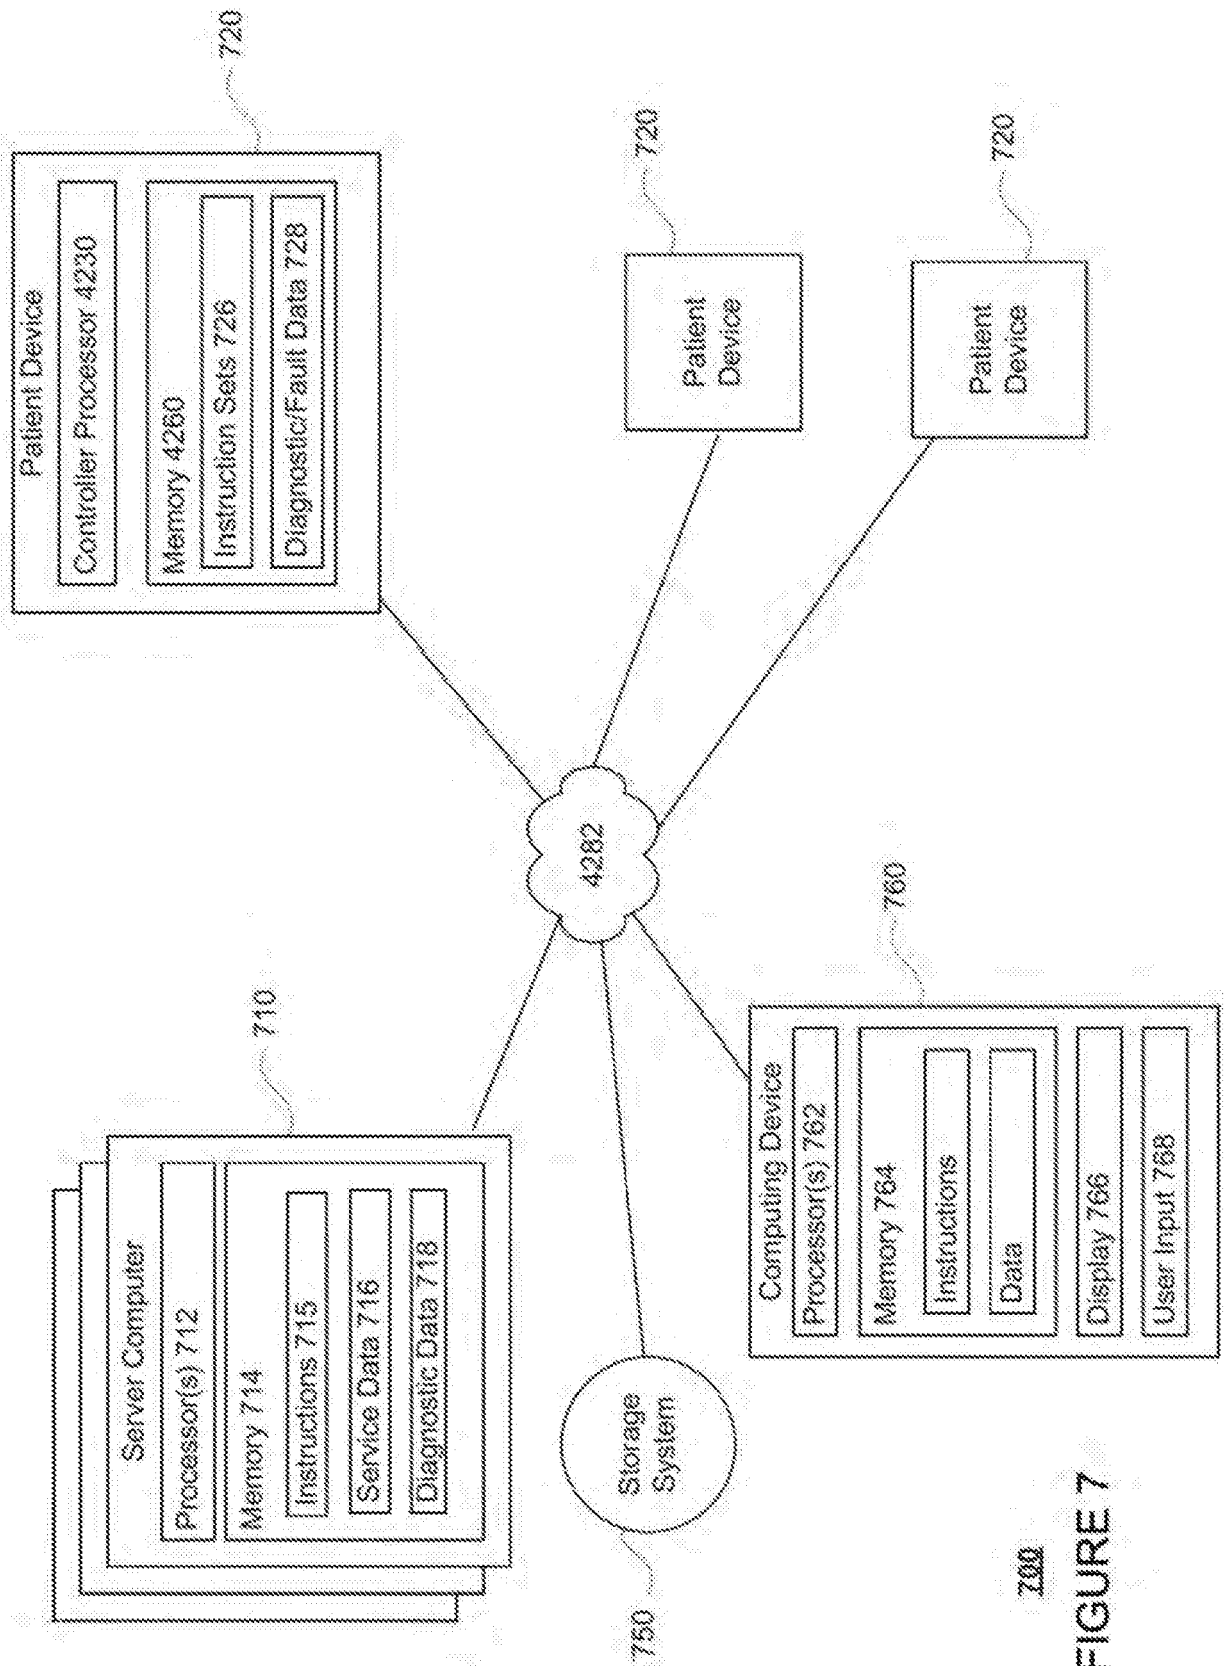 Server Computer
Processor(s) 712
Memory 714
Instructions 715
Service Data 716
Diagnostic Data 718
710
Patient Device
Controller Processor 4230
Memory 4260
Instruction Sets 726
Diagnostic/Fault Data 728
720
4282
Storage
System
750
Patient
Device
720
Computing Device
Processor(s) 762
Memory 764
Instructions
Data
Display 766
User Input 768
760
Patient
Device
720
700
FIGURE 7